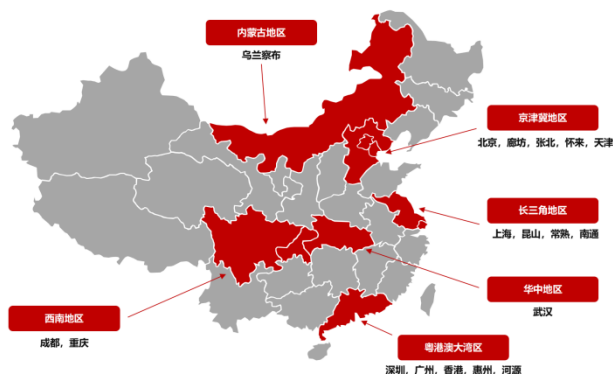 内蒙古地区
乌兰察布
京津冀地区
北京，廊坊，张北，怀来，天津
长三角地区
上海，昆山，常熟，南通
华中地区
武汉
西南地区
成都，重庆
粤港澳大湾区
深圳，广州，香港，惠州，河源